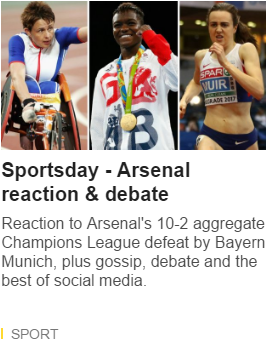 SPAR
MUIR
GRADE 2017
Sportsday - Arsenal
reaction & debate
Reaction to Arsenal's 10-2 aggregate
Champions League defeat by Bayern
Munich, plus gossip, debate and the
best of social media.
SPORT